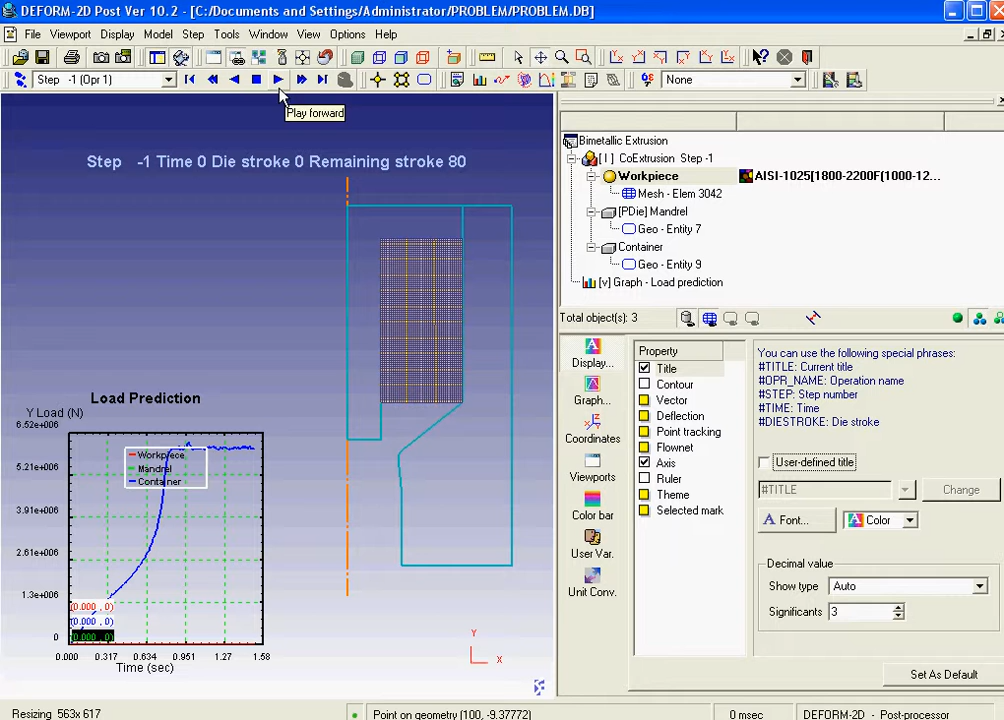 DEFORM-2D Post Ver 10.2 - [C:/Documents and Settings/Administrator/PROBLEM/PROBLEM.DB]
File Viewport Display Model Step Tools Window View Options Help
Step -1 (Opr 1)
None
Play forward
Step -1 Time 0 Die stroke 0 Remaining stroke 80
Load Prediction
Y Load (N)
6.52e+006
5.21e+006
3.91e+006
2.61e+006
1.3e+006
0
Workpiece
Mandrel
Container
(0.000 , 0)
(0.000 , 0)
(0.000 , 0)
0.000 0.317 0.634 0.951 1.27 1.58
Time (sec)
Y
X
Bimetallic Extrusion
[ I ] CoExtrusion Step -1
Workpiece AISI-1025[1800-2200F(1000-12...
Mesh - Elem 3042
[PDie] Mandrel
Geo - Entity 7
Container
Geo - Entity 9
[v] Graph - Load prediction
Total object(s): 3
Display...
Graph...
Coordinates
Viewports
Color bar
User Var.
Unit Conv.
Property
Title
Contour
Vector
Deflection
Point tracking
Flownet
Axis
Ruler
Theme
Selected mark
You can use the following special phrases:
#TITLE: Current title
#OPR_NAME: Operation name
#STEP: Step number
#TIME: Time
#DIESTROKE: Die stroke
User-defined title
#TITLE
Change
Font...
Color
Decimal value
Show type Auto
Significants 3
Set As Default
Resizing 563x 617
Point on geometry (100, -9.37772)
0 msec
DEFORM-2D - Post-processor